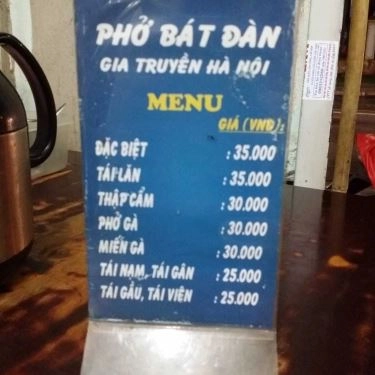 PHỞ BÁT ĐÀN
GIA TRUYỀN HÀ NỘI
MENU
GIÁ (VNĐ):
ĐẶC BIỆT : 35.000
TÁI LĂN : 35.000
THẬP CẨM : 30.000
PHỞ GÀ : 30.000
MIẾN GÀ : 30.000
TÁI NẠM, TÁI GÂN : 25.000
TÁI GẦU, TÁI VIÊN : 25.000